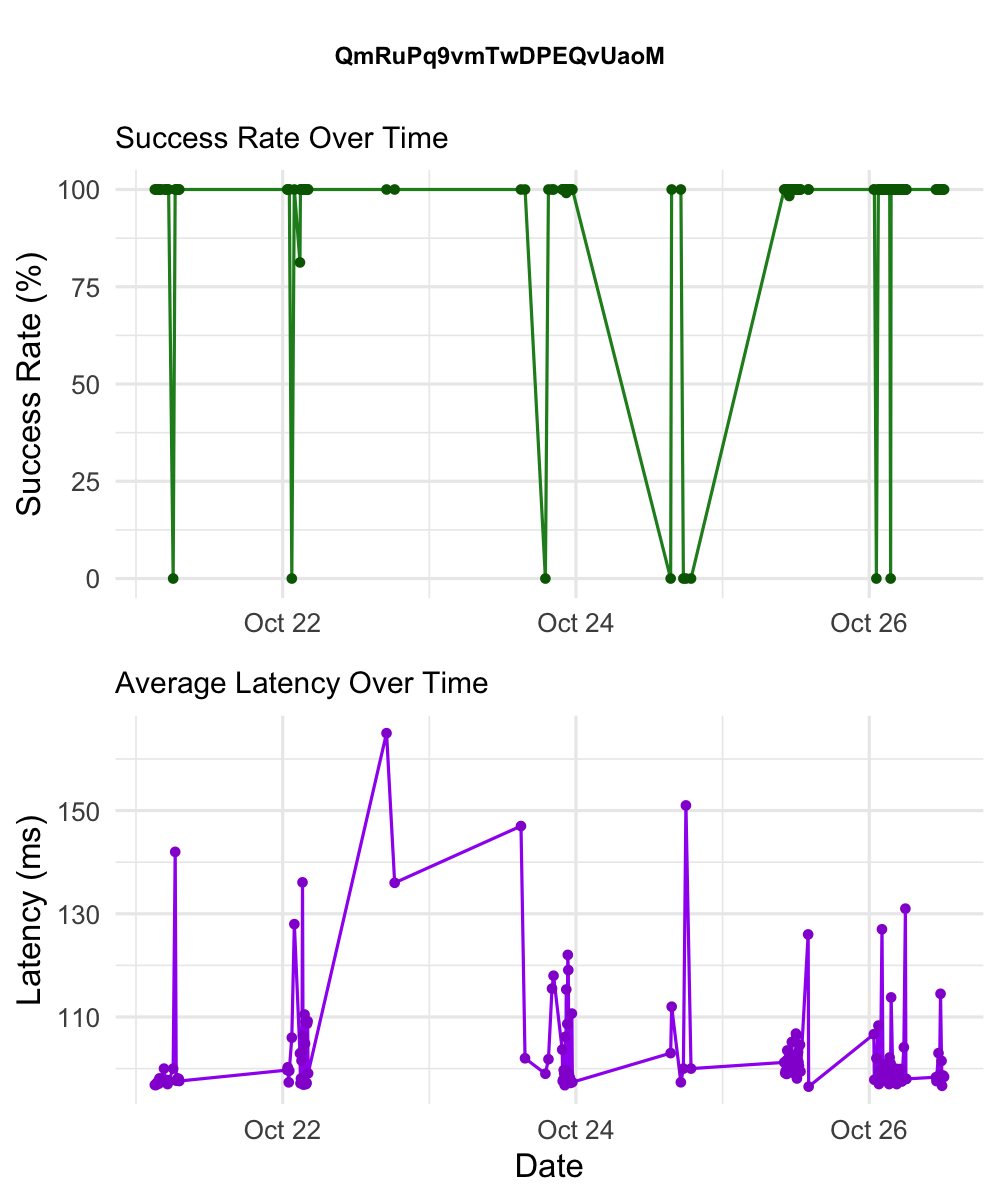 QmRuPq9vmTwDPEQvUaoM
Success Rate Over Time
100
75
50
25
0
Success Rate (%)
Oct 22 Oct 24 Oct 26
Average Latency Over Time
150
130
110
Latency (ms)
Oct 22 Oct 24 Oct 26
Date